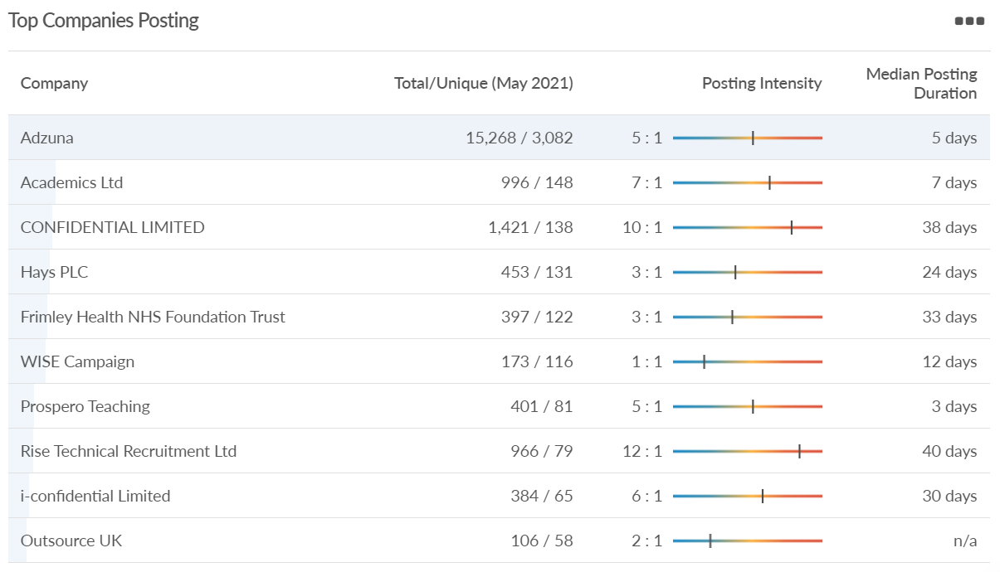 Top Companies Posting
Company Total/Unique (May 2021) Posting Intensity Median Posting Duration
Adzuna 15,268 / 3,082 5 : 1 5 days
Academics Ltd 996 / 148 7 : 1 7 days
CONFIDENTIAL LIMITED 1,421 / 138 10 : 1 38 days
Hays PLC 453 / 131 3 : 1 24 days
Frimley Health NHS Foundation Trust 397 / 122 3 : 1 33 days
WISE Campaign 173 / 116 1 : 1 12 days
Prospero Teaching 401 / 81 5 : 1 3 days
Rise Technical Recruitment Ltd 966 / 79 12 : 1 40 days
i-confidential Limited 384 / 65 6 : 1 30 days
Outsource UK 106 / 58 2 : 1 n/a